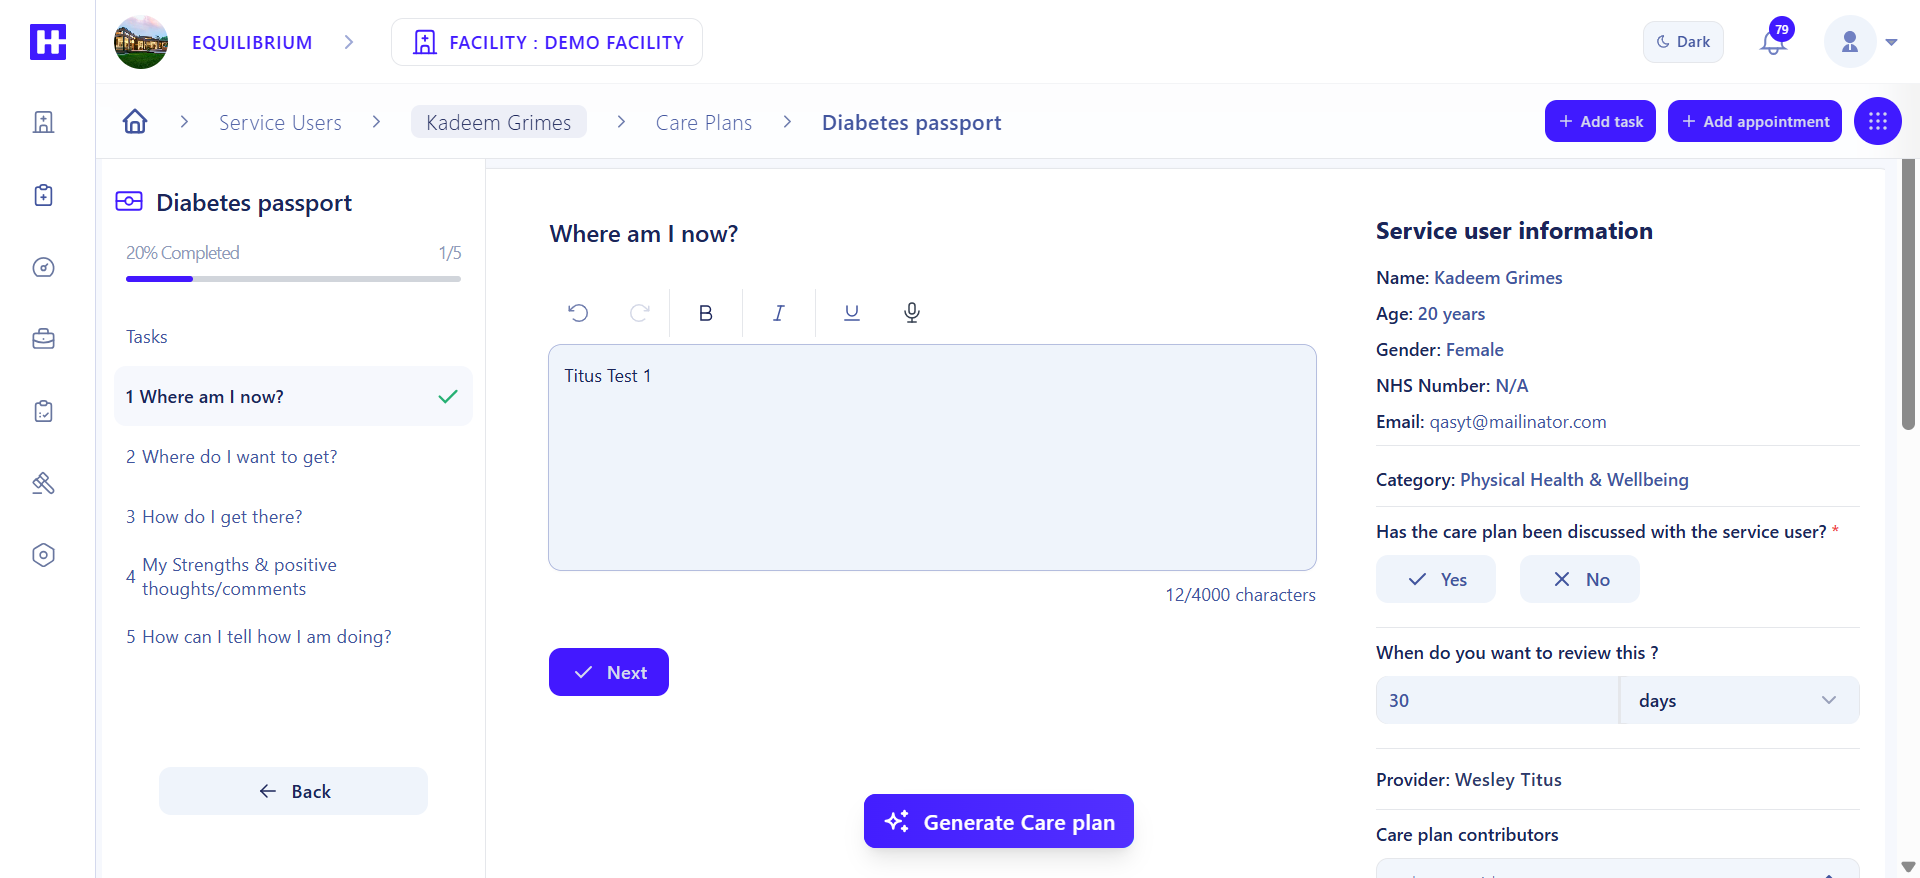 EQUILIBRIUM
FACILITY : DEMO FACILITY
Dark
79
Service Users
Kadeem Grimes
Care Plans
Diabetes passport
+ Add task
+ Add appointment
Diabetes passport
20% Completed
1/5
Tasks
1 Where am I now?
2 Where do I want to get?
3 How do I get there?
4 My Strengths & positive
thoughts/comments
5 How can I tell how I am doing?
Back
Where am I now?
B I U
Titus Test 1
12/4000 characters
Next
Generate Care plan
Service user information
Name: Kadeem Grimes
Age: 20 years
Gender: Female
NHS Number: N/A
Email: qasyt@mailinator.com
Category: Physical Health & Wellbeing
Has the care plan been discussed with the service user? *
Yes
No
When do you want to review this ?
30
days
Provider: Wesley Titus
Care plan contributors